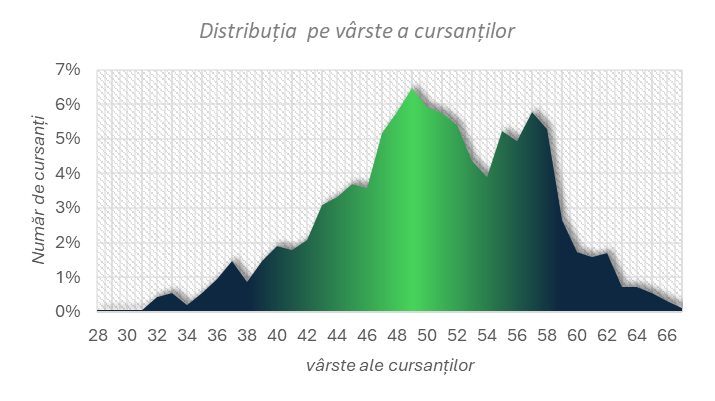 Distribuția pe vârste a cursanților
7%
6%
5%
4%
3%
2%
1%
0%
Număr de cursanți
28 30 32 34 36 38 40 42 44 46 48 50 52 54 56 58 60 62 64 66
vârste ale cursanților